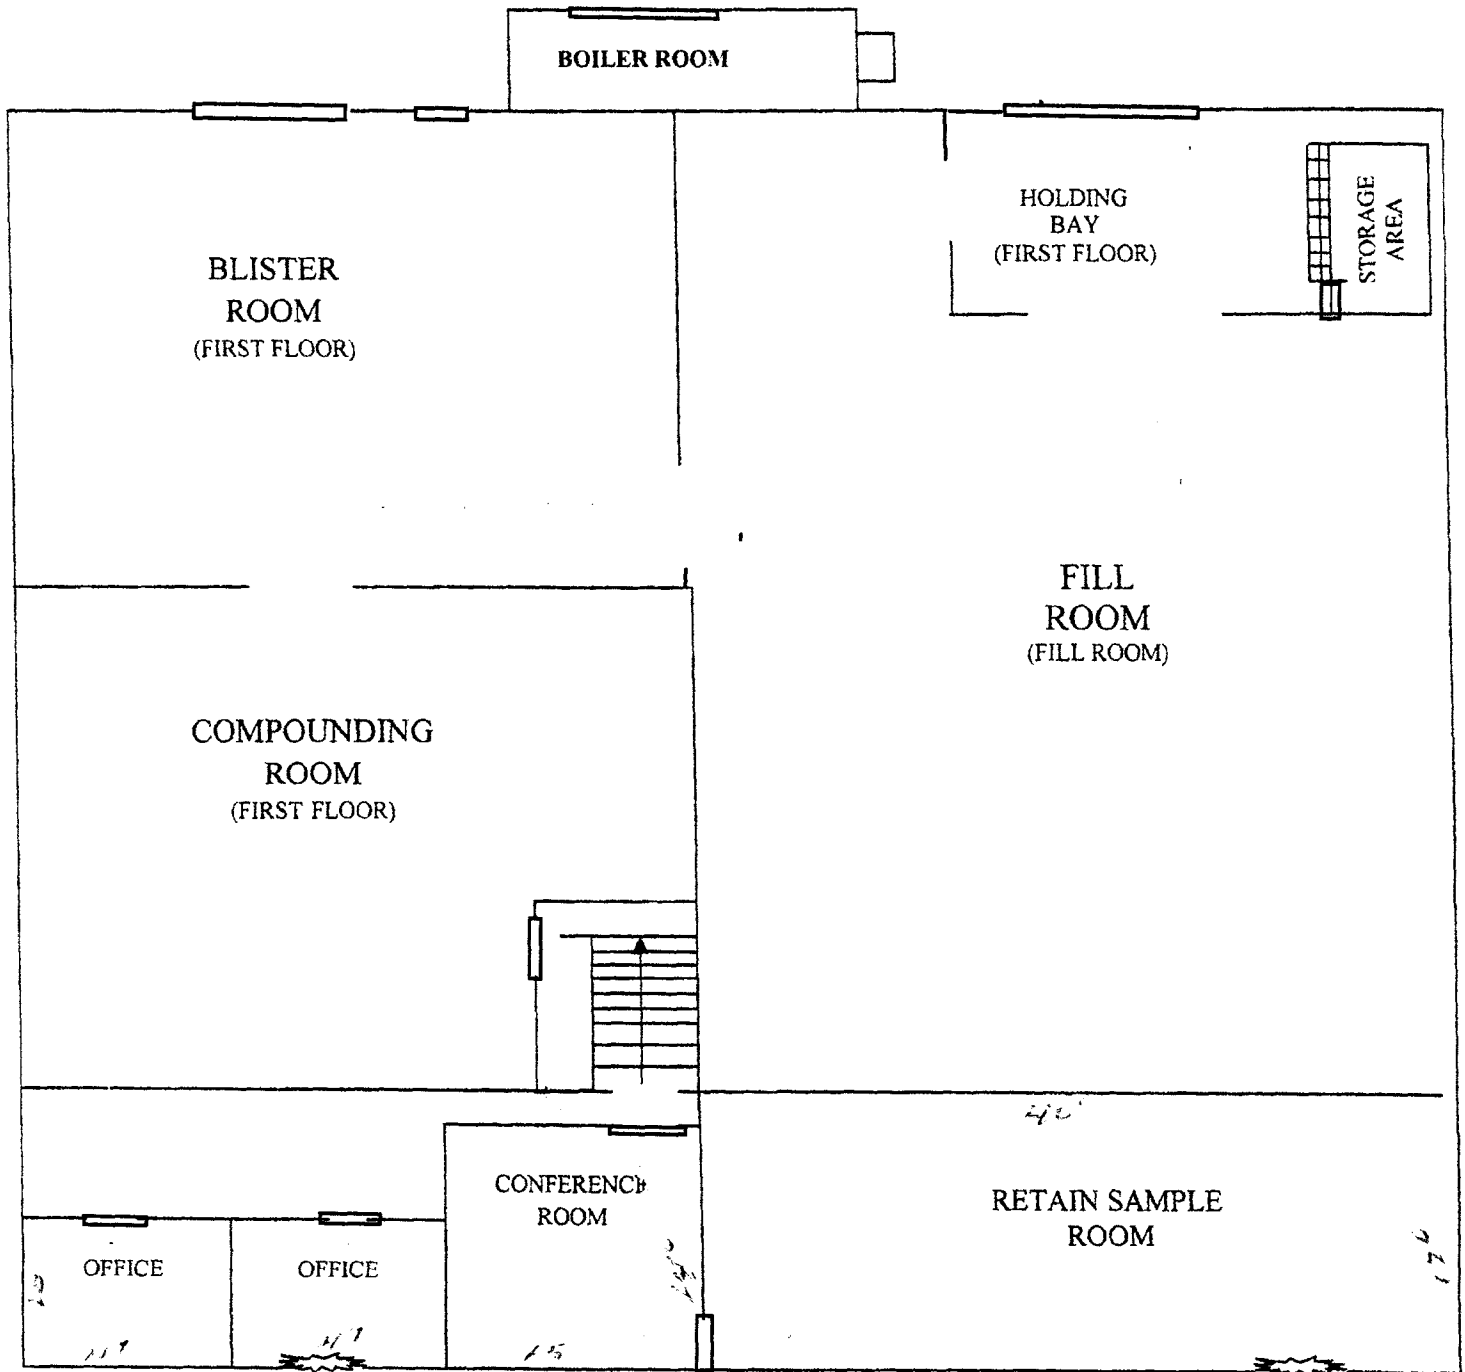 BOILER ROOM
HOLDING
BAY
(FIRST FLOOR)
STORAGE
AREA
BLISTER
ROOM
(FIRST FLOOR)
FILL
ROOM
(FILL ROOM)
COMPOUNDING
ROOM
(FIRST FLOOR)
CONFERENCE
ROOM
RETAIN SAMPLE
ROOM
OFFICE
OFFICE
15